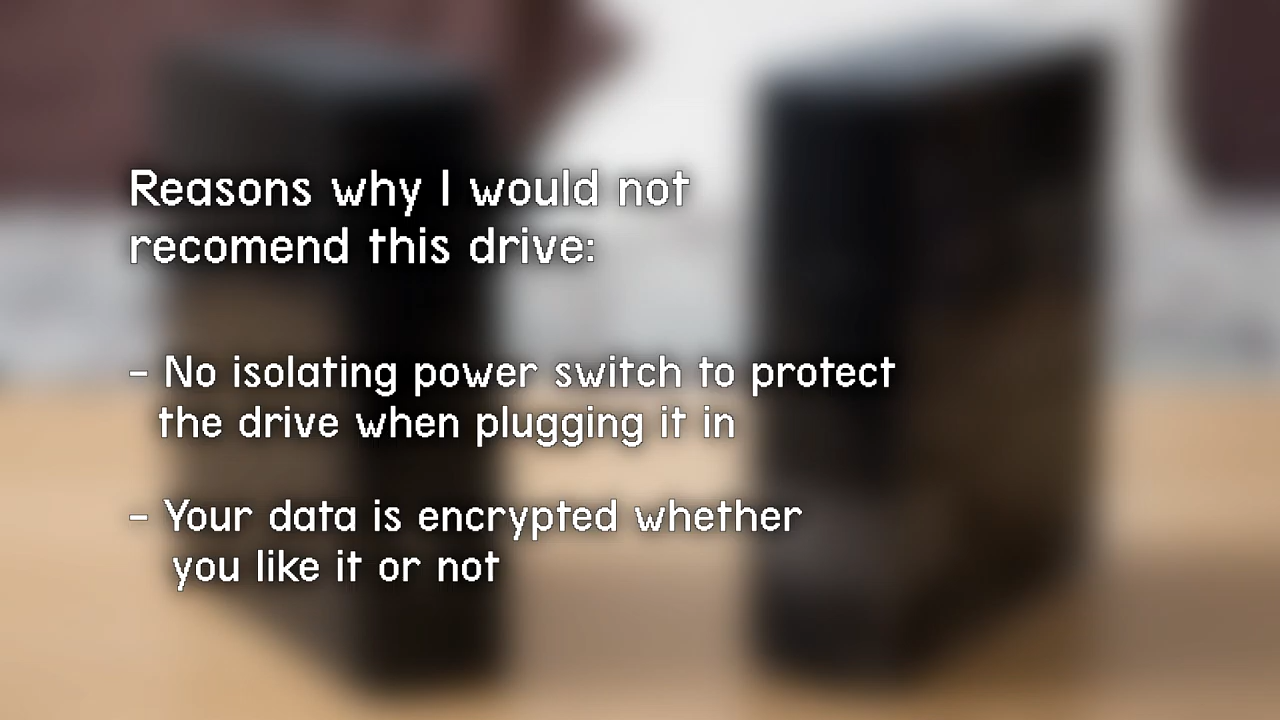 Reasons why I would not
recomend this drive:
- No isolating power switch to protect
the drive when plugging it in
- Your data is encrypted whether
you like it or not